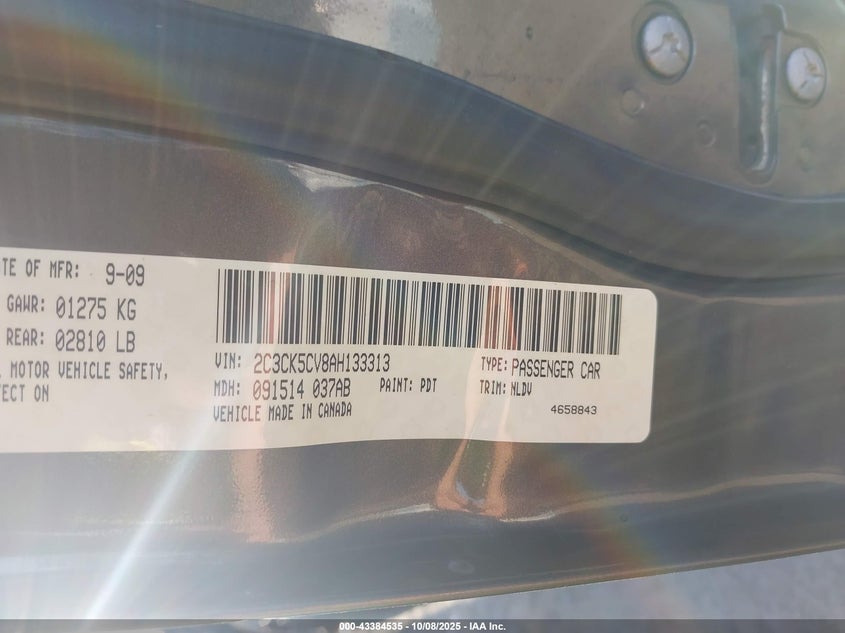 TE OF MFR: 9-09
GAWR: 01275 KG
REAR: 02810 LB
MOTOR VEHICLE SAFETY,
FECT ON
VIN: 2C3CK5CV8AH133313
TYPE: PASSENGER CAR
MDH: 091514 037AB
PAINT: PDT
TRIM: NLDV
VEHICLE MADE IN CANADA
4658843
000-43384535 - 10/08/2025 - IAA Inc.